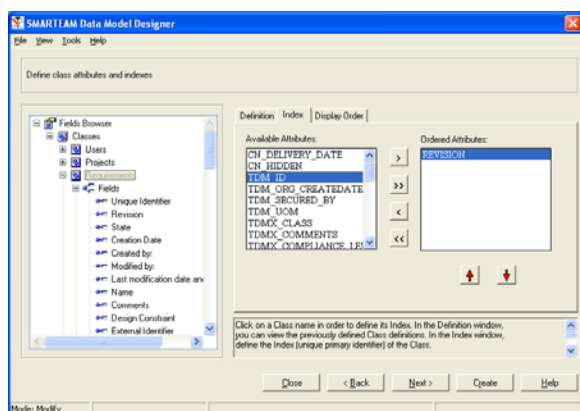 SMARTEAM Data Model Designer
File View Tools Help
Define class attributes and indexes
Fields Browser
Classes
Users
Projects
Requirements
Fields
Unique Identifier
Revision
State
Creation Date
Created by:
Modified by:
Last modification date an
Name
Comments
Design Constraint
External Identifier
Definition Index Display Order
Available Attributes:
CN_DELIVERY_DATE
CN_HIDDEN
TDM_ID
TDM_ORG_CREATEDATE
TDM_SECURED_BY
TDM_UOM
TDMX_CLASS
TDMX_COMMENTS
TDMX_COMPLIANCE_LEV
>
>>
<
<<
Ordered Attributes:
REVISION
Click on a Class name in order to define its Index. In the Definition window,
you can view the previously defined Class definitions. In the Index window,
define the Index (unique primary identifier) of the Class.
Close < Back Next > Create Help
Mode: Modify